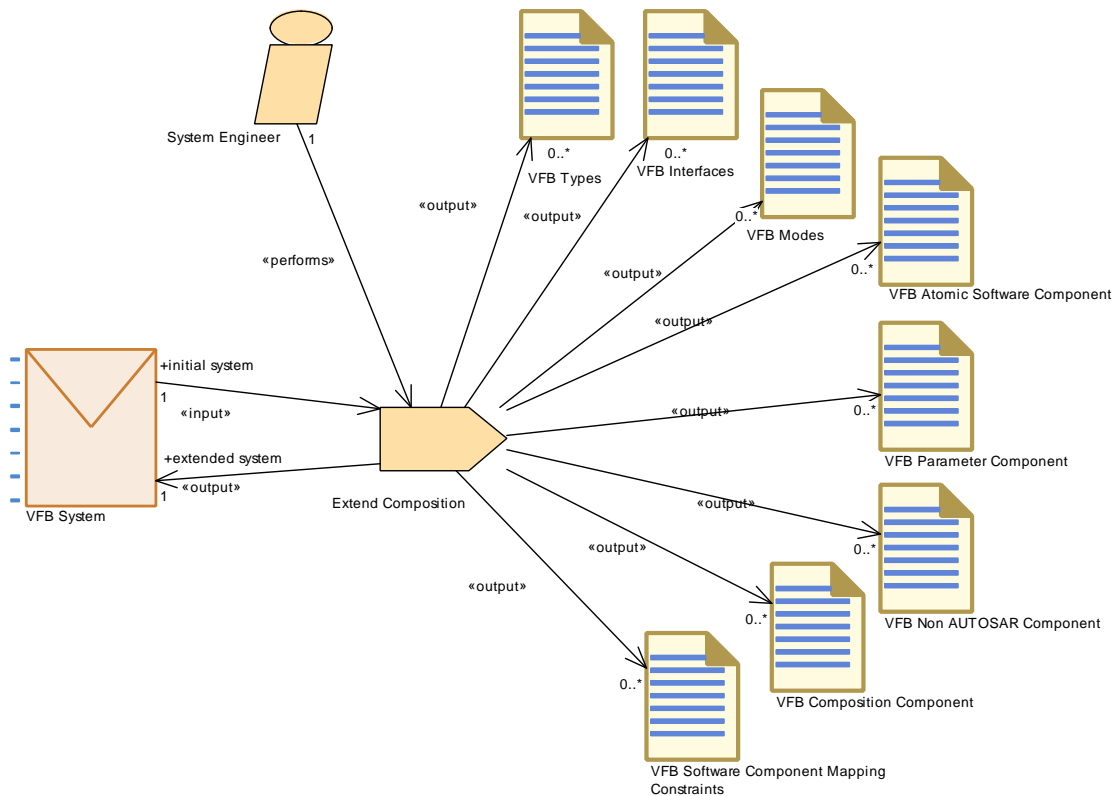 System Engineer
1
0..*
VFB Types
0..*
VFB Interfaces
«output»
«output»
0..*
VFB Modes
«performs»
«output»
0..*
VFB Atomic Software Component
«output»
+initial system
1
«input»
«output»
0..*
VFB Parameter Component
+extended system
1
«output»
VFB System
Extend Composition
«output»
0..*
VFB Non AUTOSAR Component
«output»
0..*
VFB Composition Component
«output»
0..*
VFB Software Component Mapping
Constraints